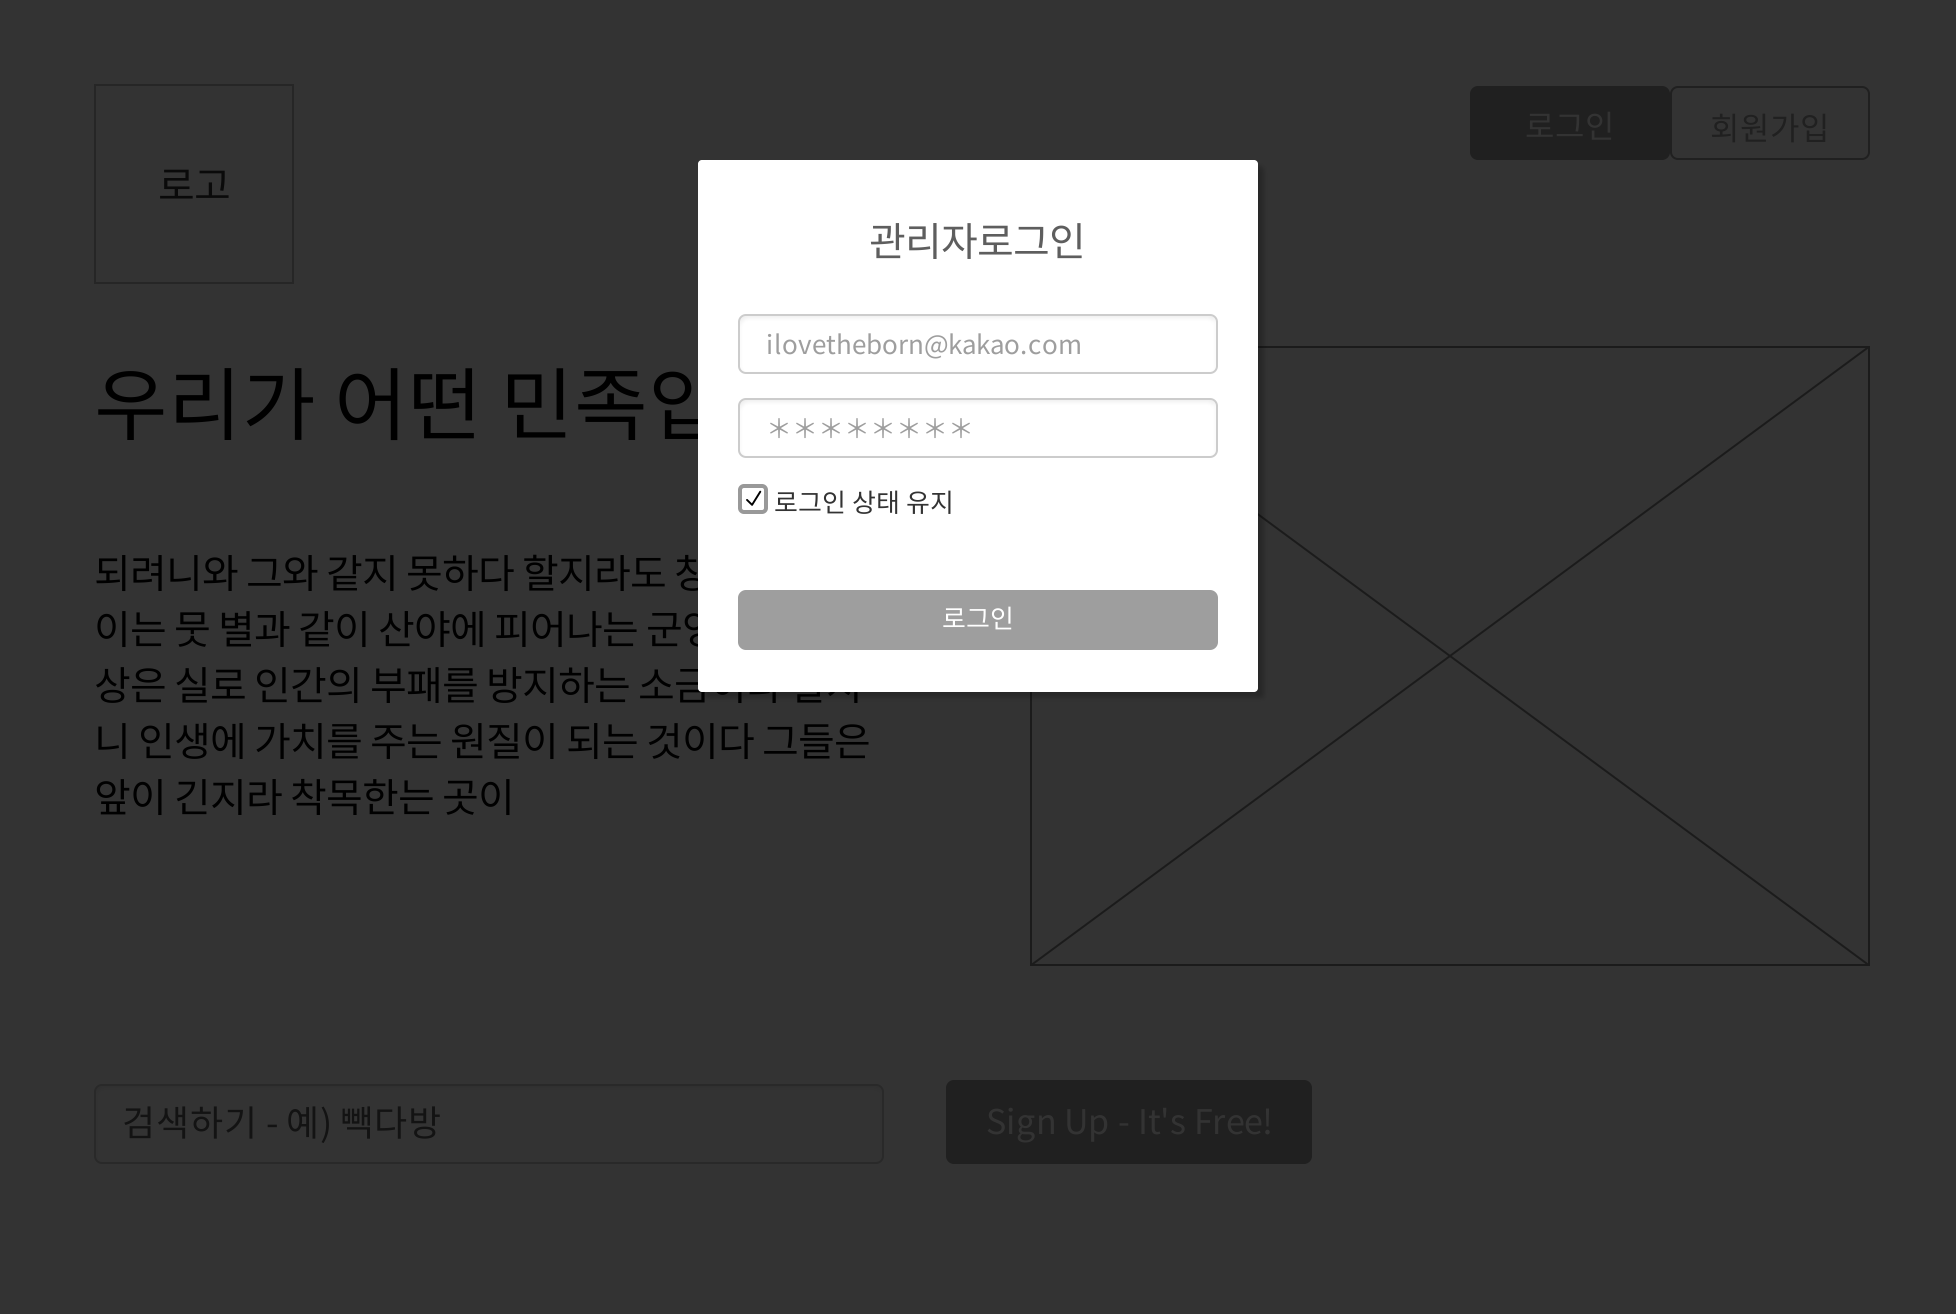 로그인
회원가입
로고
관리자로그인
우리가 어떤 민족
ilovetheborn@kakao.com
********
로그인 상태 유지
되려니와 그와 같지 못하다 할지라도
이는 뭇 별과 같이 산야에 피어나는
로그인
상은 실로 인간의 부패를 방지하는
니 인생에 가치를 주는 원질이 되는 것이다 그들은
앞이 긴지라 착목한는 곳이
검색하기 - 예) 빽다방
Sign Up - It's Free!